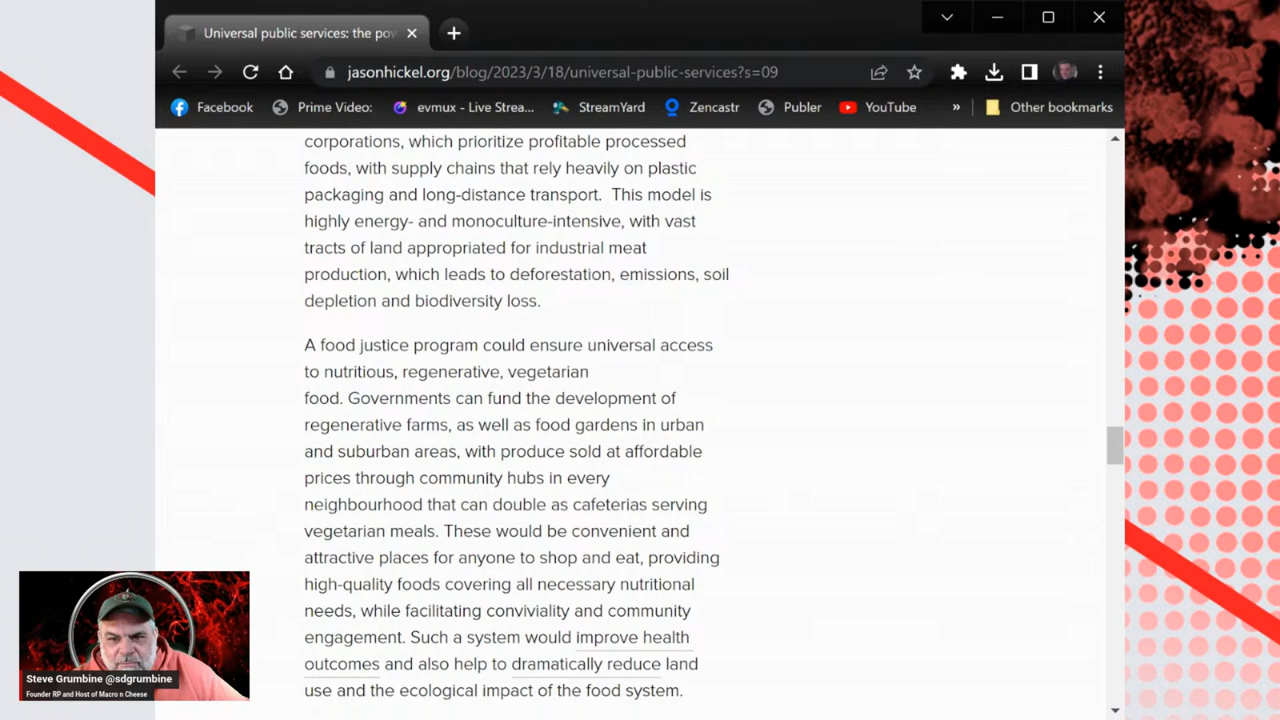 Universal public services: the pow
jasonhickel.org/blog/2023/3/18/universal-public-services?s=09
Facebook Prime Video: evmux - Live Strea... StreamYard Zencastr Publer YouTube » Other bookmarks
corporations, which prioritize profitable processed
foods, with supply chains that rely heavily on plastic
packaging and long-distance transport. This model is
highly energy- and monoculture-intensive, with vast
tracts of land appropriated for industrial meat
production, which leads to deforestation, emissions, soil
depletion and biodiversity loss.
A food justice program could ensure universal access
to nutritious, regenerative, vegetarian
food. Governments can fund the development of
regenerative farms, as well as food gardens in urban
and suburban areas, with produce sold at affordable
prices through community hubs in every
neighbourhood that can double as cafeterias serving
vegetarian meals. These would be convenient and
attractive places for anyone to shop and eat, providing
high-quality foods covering all necessary nutritional
needs, while facilitating conviviality and community
engagement. Such a system would improve health
outcomes and also help to dramatically reduce land
use and the ecological impact of the food system.
Steve Grumbine @sdgrumbine
Founder RP and Host of Macro n Cheese